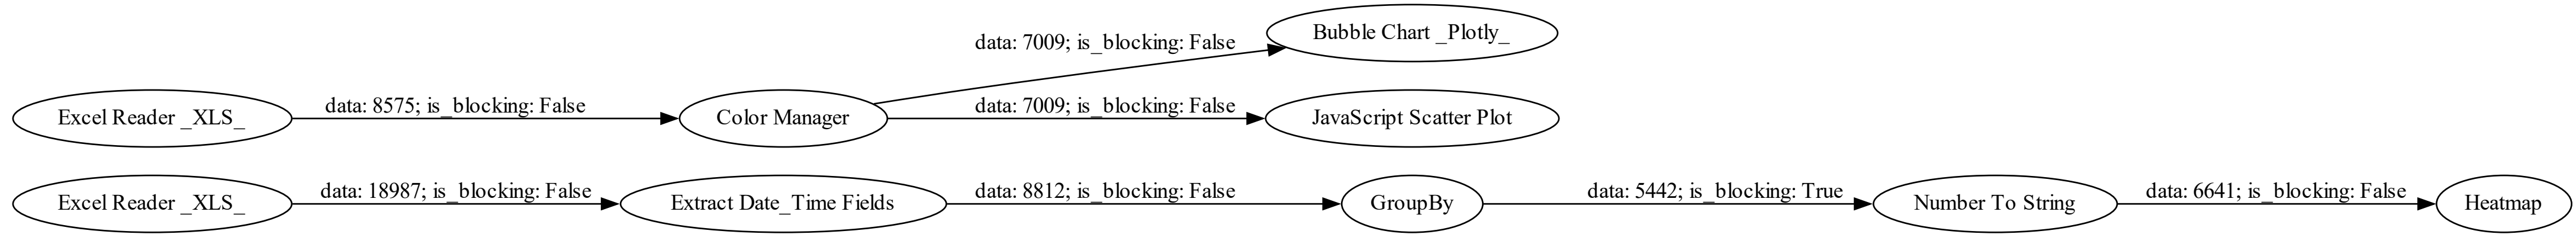 Bubble Chart _Plotly_
data: 7009; is_blocking: False
Excel Reader _XLS_
data: 8575; is_blocking: False
Color Manager
data: 7009; is_blocking: False
JavaScript Scatter Plot
Excel Reader _XLS_
data: 18987; is_blocking: False
Extract Date_Time Fields
data: 8812; is_blocking: False
GroupBy
data: 5442; is_blocking: True
Number To String
data: 6641; is_blocking: False
Heatmap